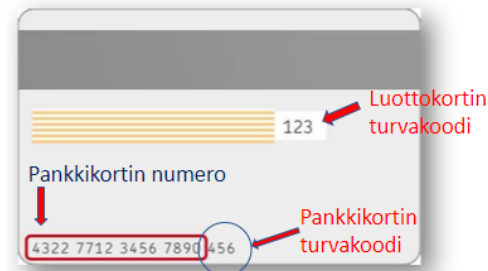 Luottokortin
turvakoodi
123
Pankkikortin numero
Pankkikortin
turvakoodi
4322 7712 3456 7890 456